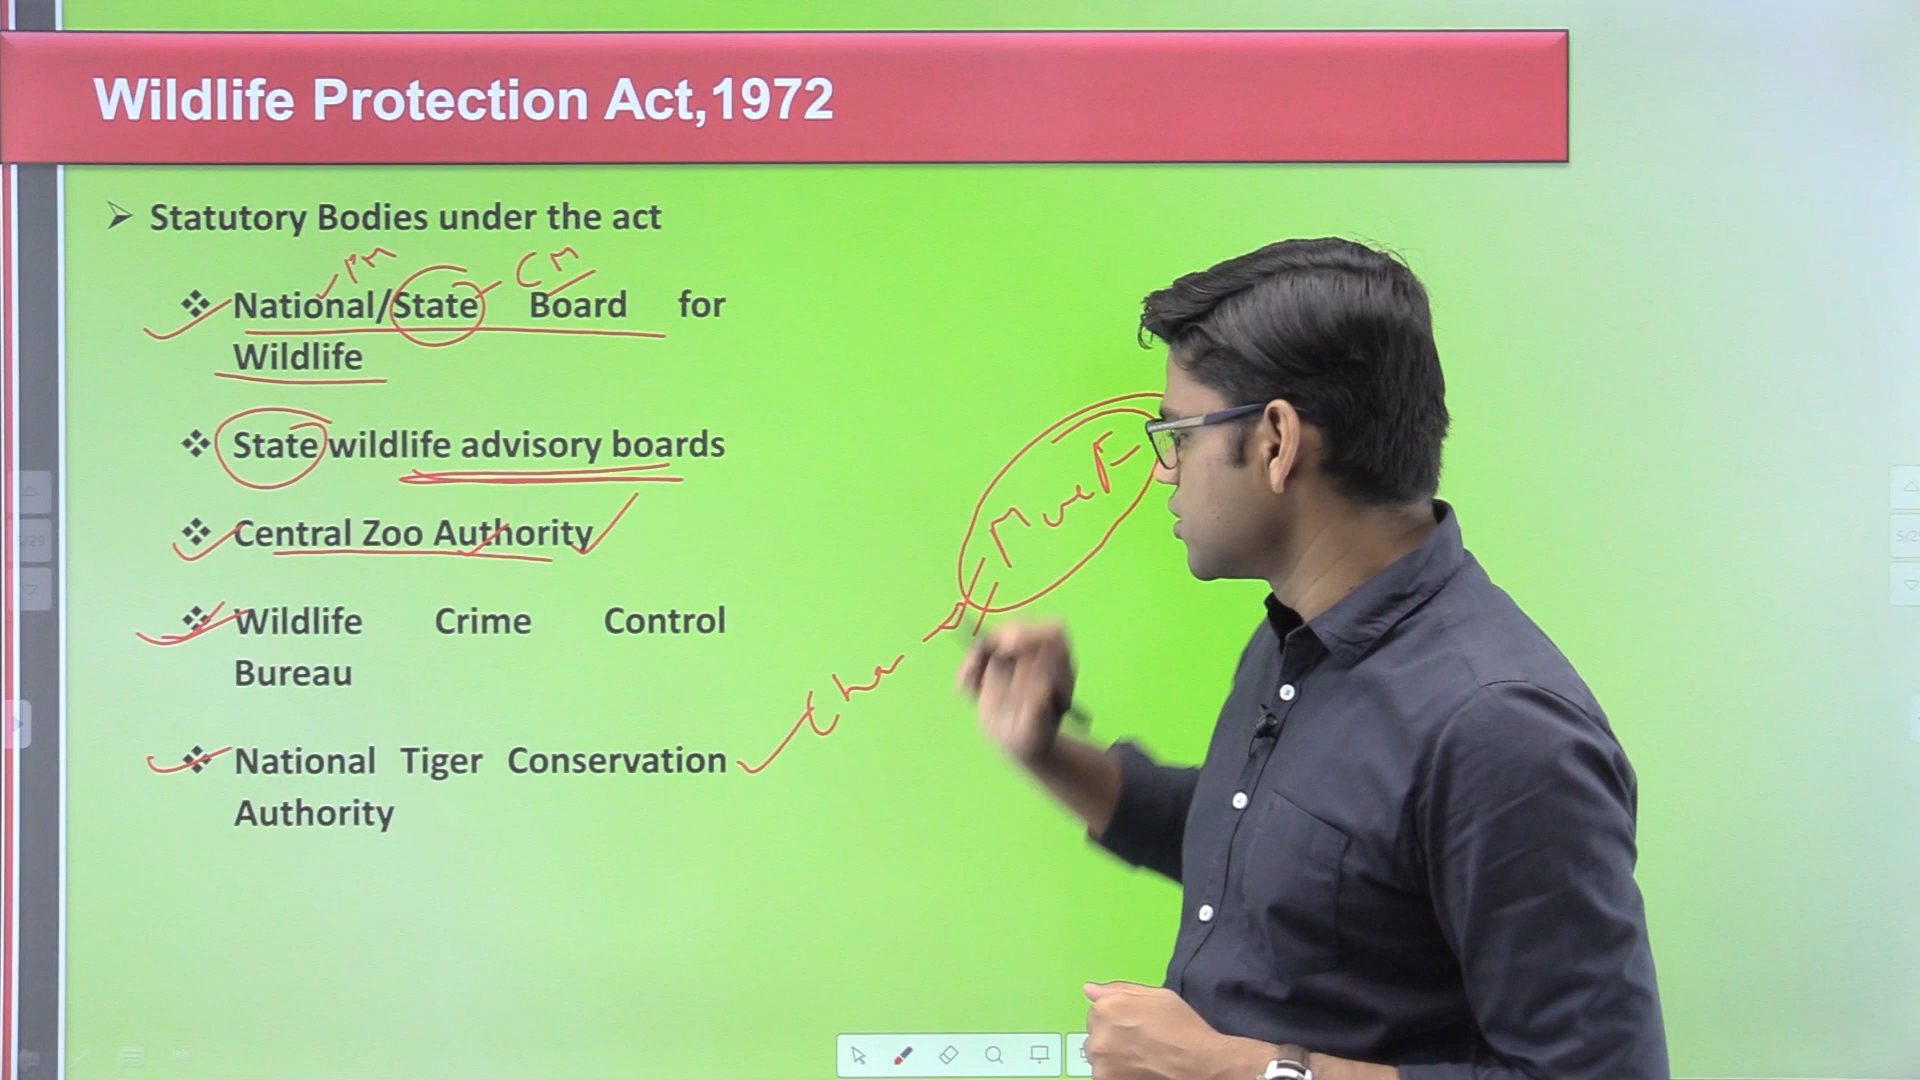 Wildlife Protection Act,1972
Statutory Bodies under the act
PM
CM
National/State Board for
Wildlife
State wildlife advisory boards
Central Zoo Authority
Wildlife Crime Control
Bureau
National Tiger Conservation
Authority
Cha